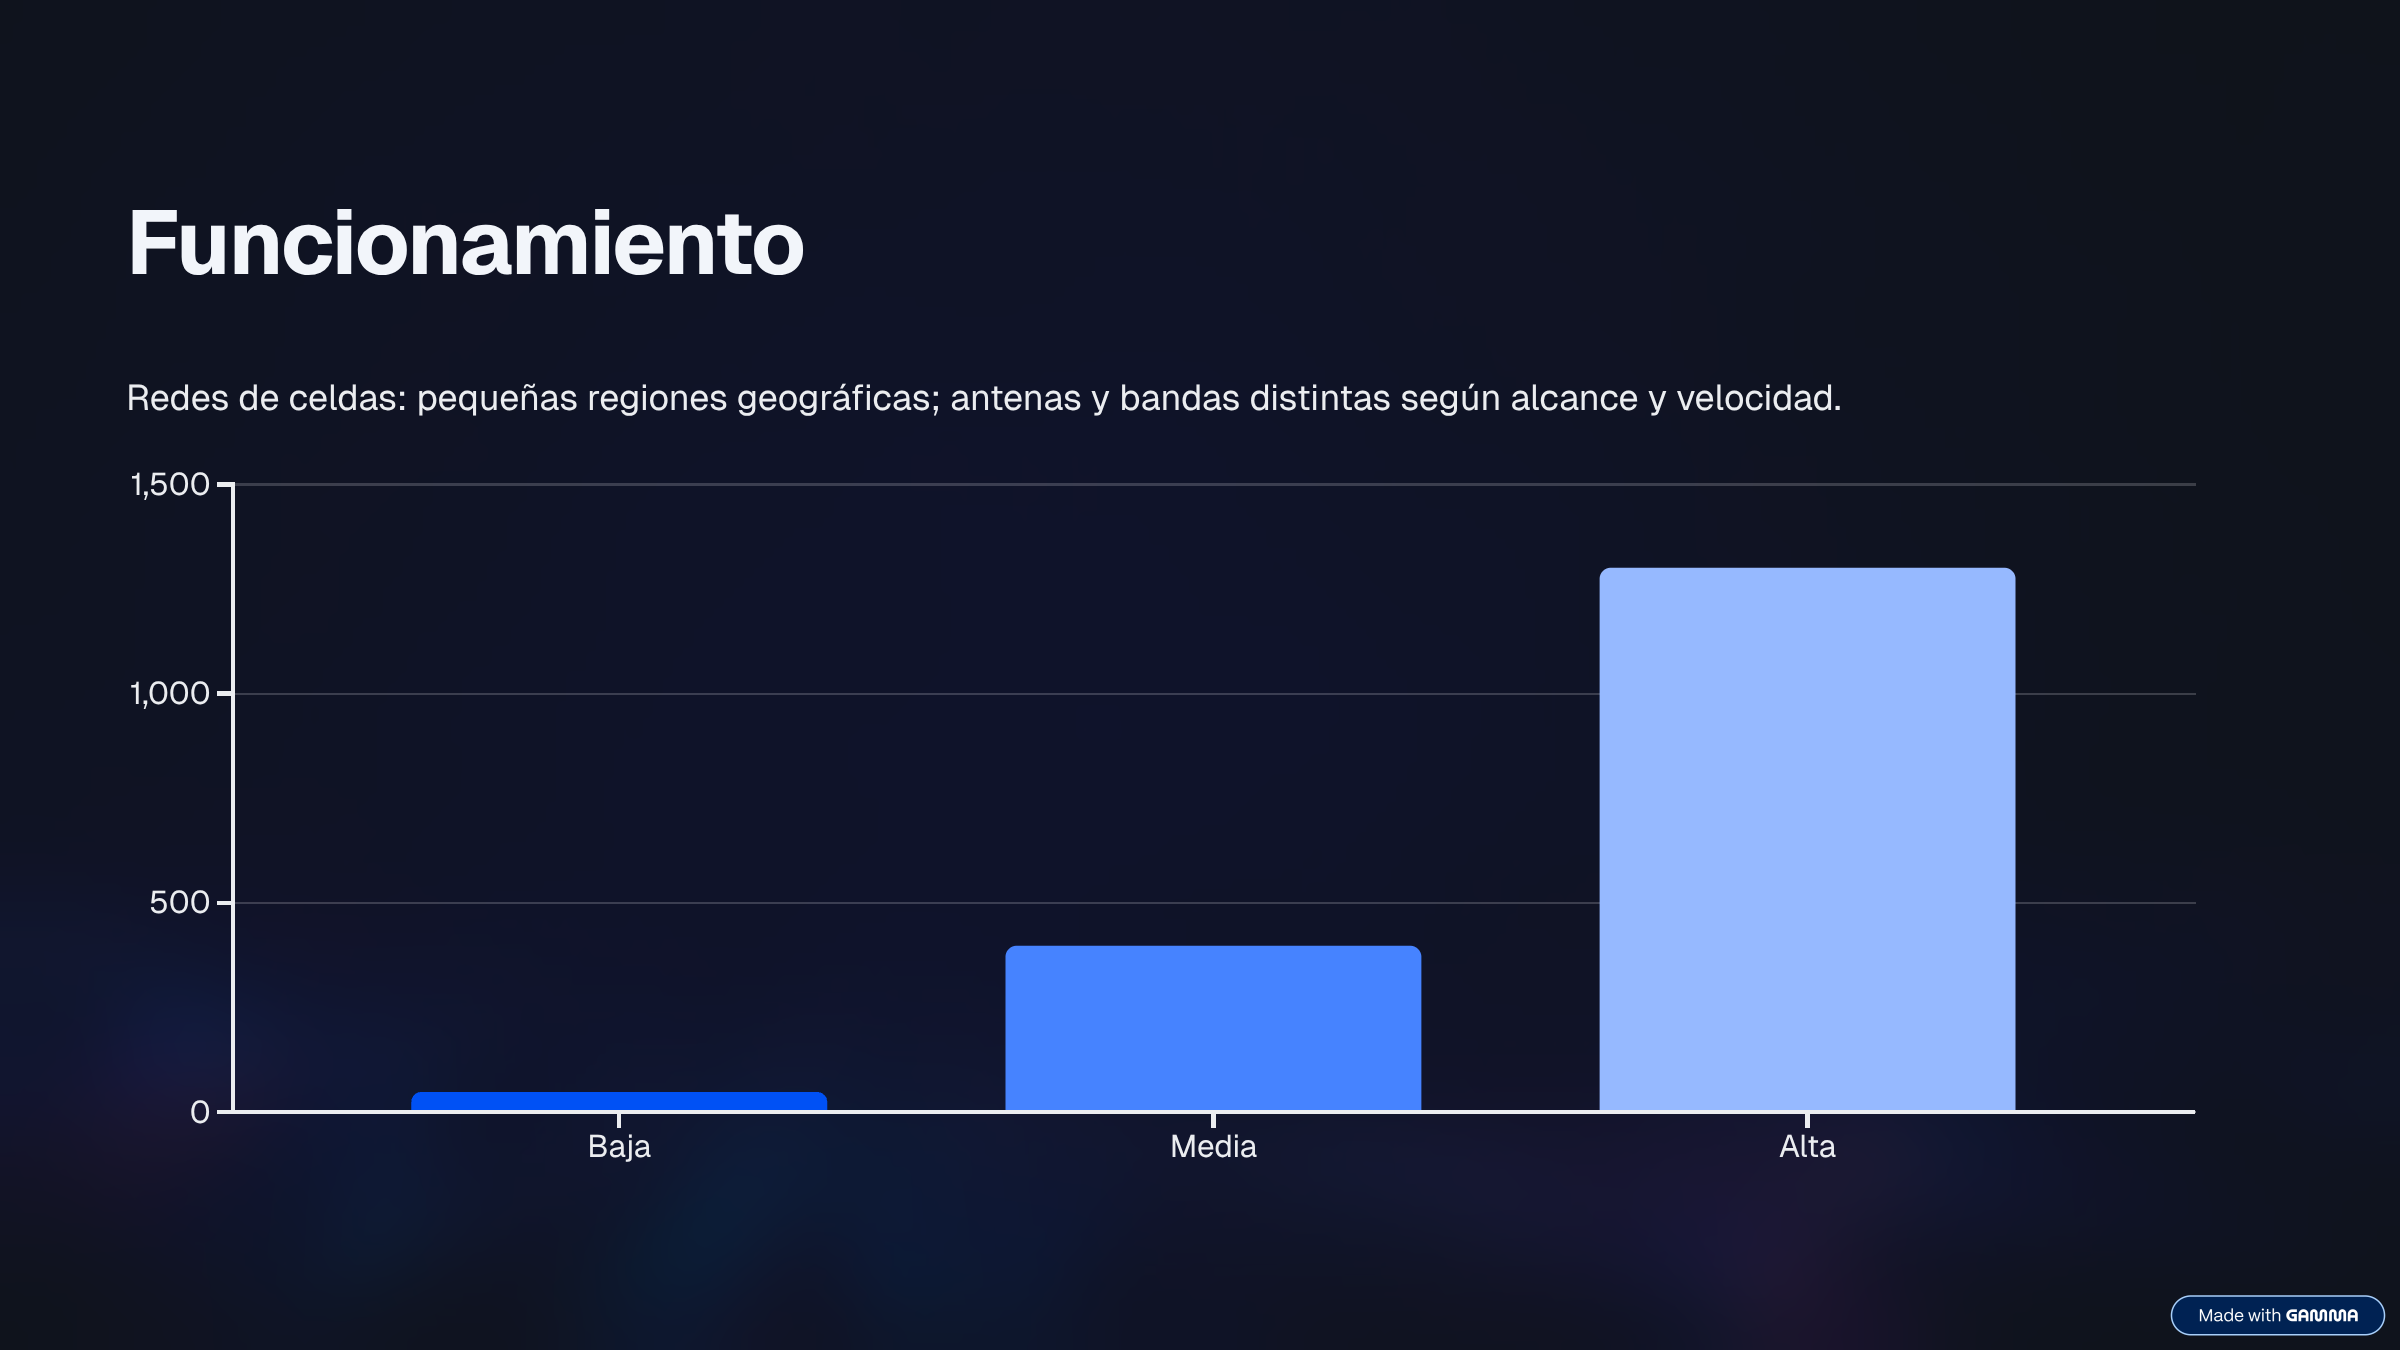 Funcionamiento
Redes de celdas: pequeñas regiones geográficas; antenas y bandas distintas según alcance y velocidad.
1,500
1,000
500
0
Baja
Media
Alta
Made with GAMMA